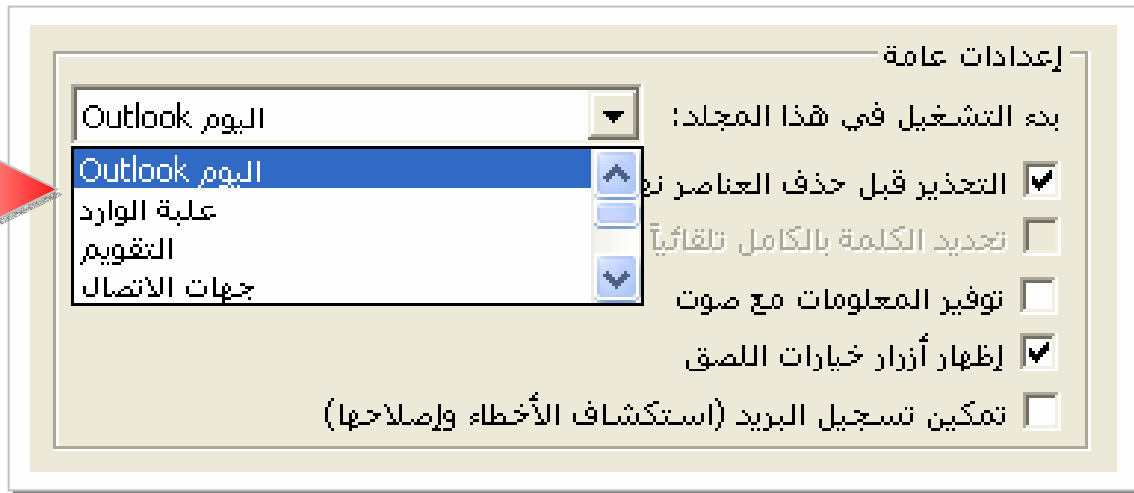 إعدادات عامة
بدء التشغيل في هذا المجلد:
Outlook اليوم
Outlook اليوم
علبة الوارد
التقويم
جهات الاتصال
التحذير قبل حذف العناصر
تحديد الكلمة بالكامل تلقائياً
توفير المعلومات مع صوت
إظهار أزرار خيارات اللصق
تمكين تسجيل البريد (استكشاف الأخطاء وإصلاحها)